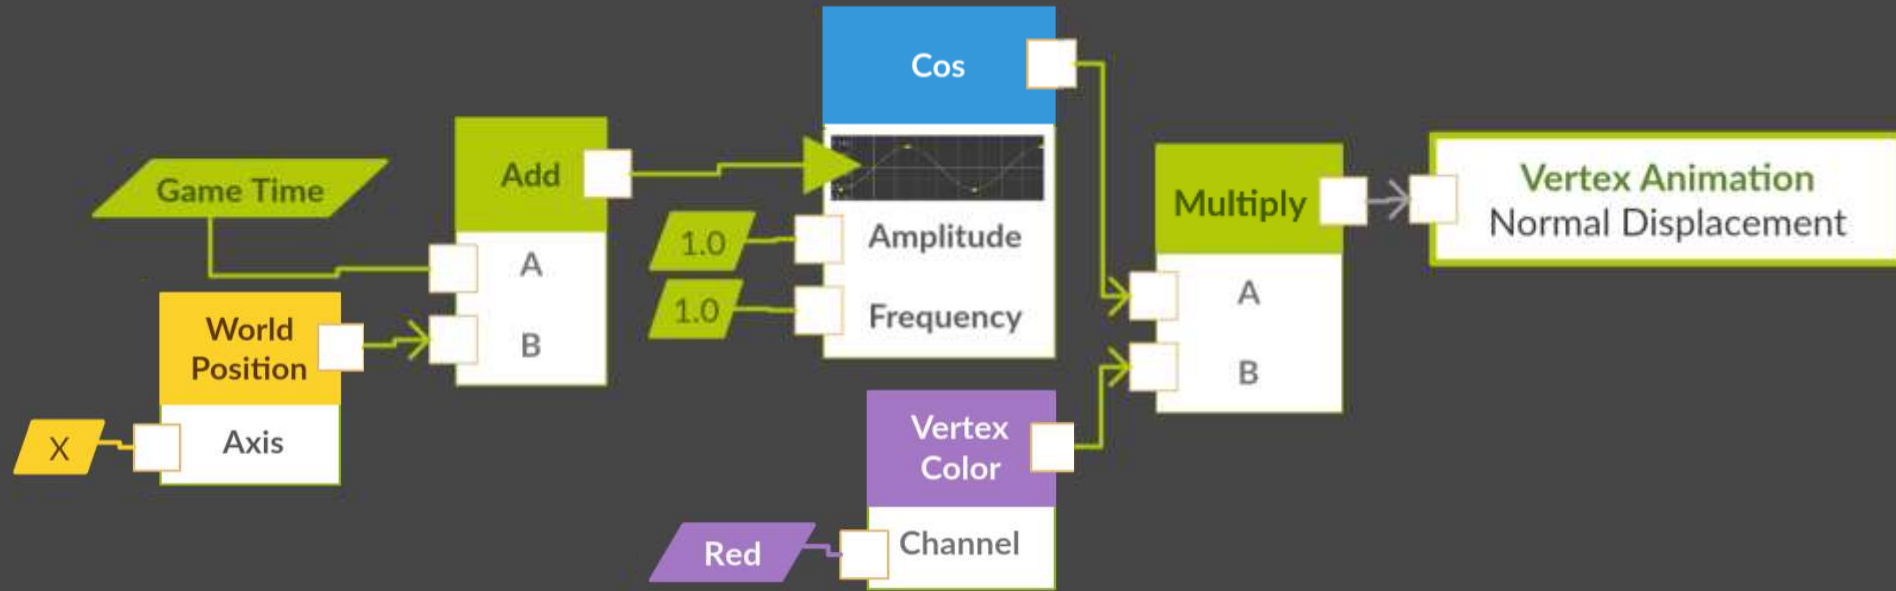 Game Time
World
Position
X
Axis
Add
A
B
Cos
1.0
Amplitude
1.0
Frequency
Vertex
Color
Red
Channel
Multiply
A
B
Vertex Animation
Normal Displacement